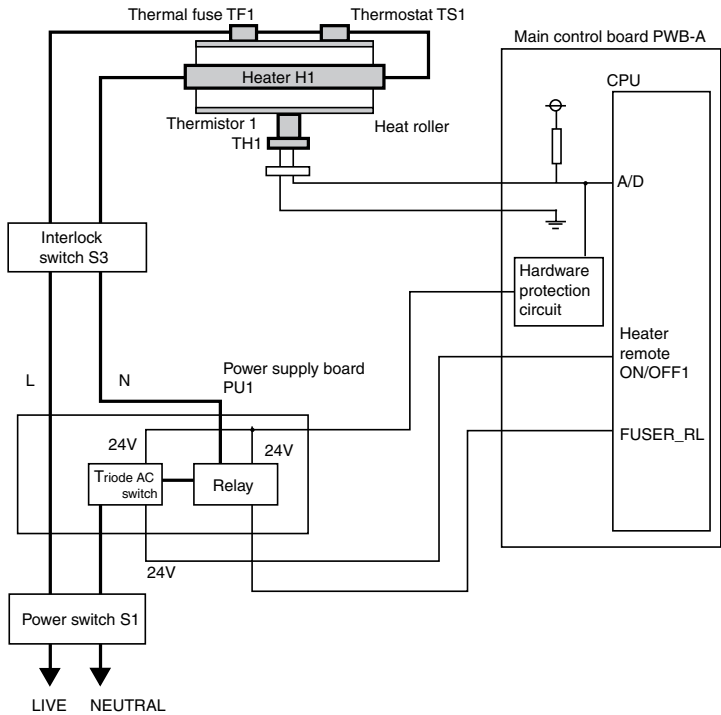 Thermal fuse TF1
Thermostat TS1
Main control board PWB-A
CPU
Heater H1
Thermistor 1
TH1
Heat roller
A/D
Interlock
switch S3
Hardware
protection
circuit
Heater
remote
ON/OFF1
L
N
Power supply board
PU1
FUSER_RL
24V
24V
Triode AC
switch
Relay
24V
Power switch S1
LIVE
NEUTRAL